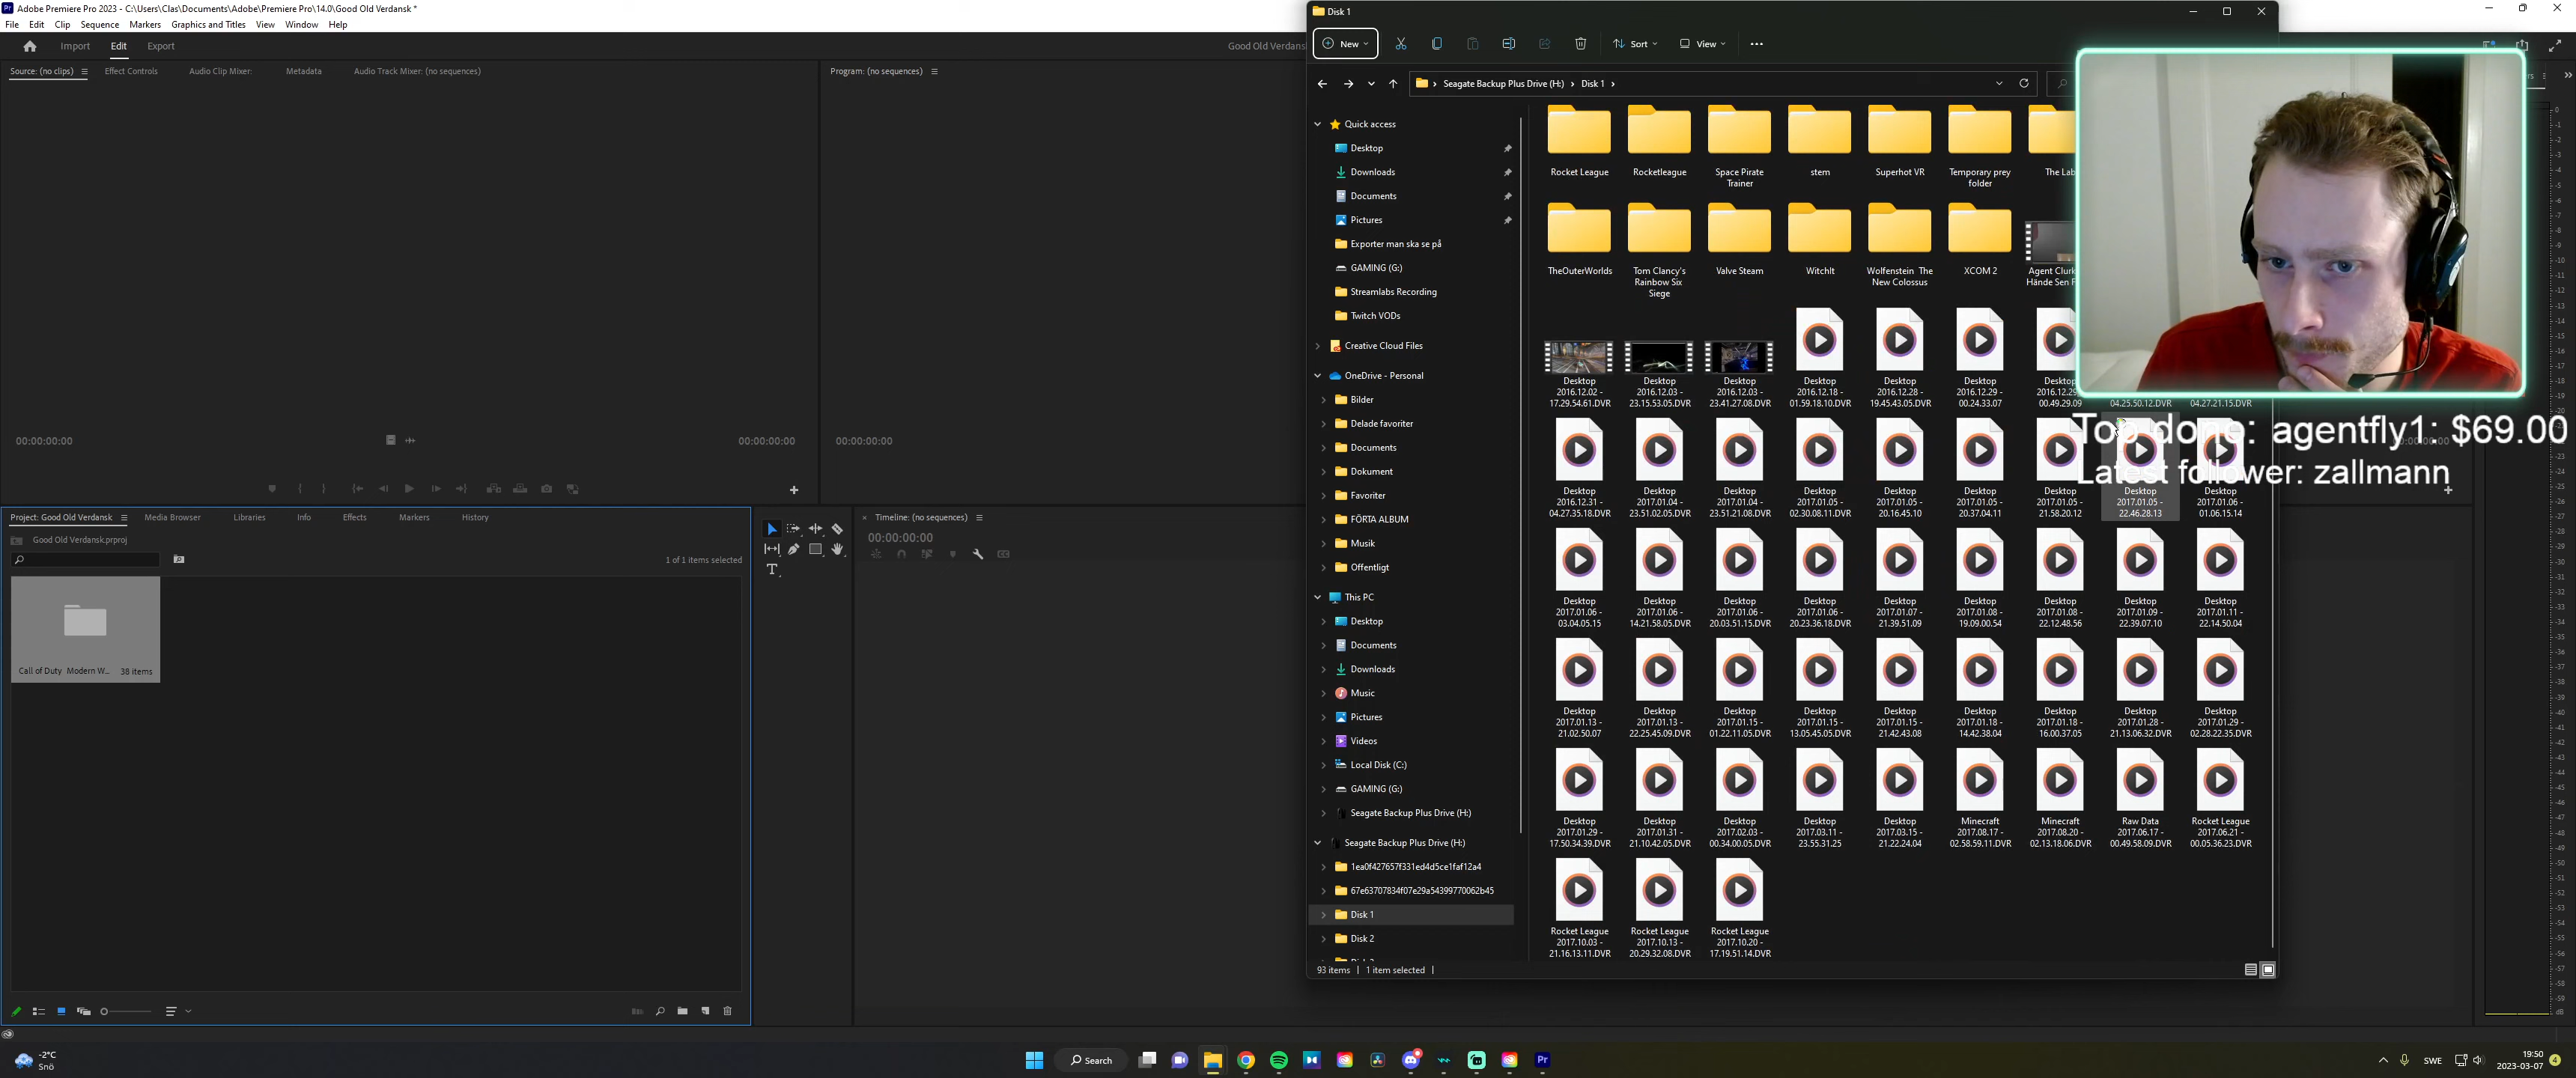 Adobe Premiere Pro 2023 - C:\Users\Clas\Documents\Adobe\Premiere Pro\14.0\Good Old Verdansk *
File Edit Clip Sequence Markers Graphics and Titles View Window Help
Import Edit Export
Good Old Verdans
Source: (no clips) Effect Controls Audio Clip Mixer: Metadata Audio Track Mixer: (no sequences)
Program: (no sequences)
00:00:00:00 00:00:00:00
00:00:00:00
Project: Good Old Verdansk Media Browser Libraries Info Effects Markers History
Good Old Verdansk.prproj
1 of 1 items selected
Call of Duty Modern W... 38 items
Timeline: (no sequences)
00:00:00:00
Disk 1
New Sort View
Seagate Backup Plus Drive (H:) Disk 1
Quick access
Desktop
Downloads
Documents
Pictures
Exporter man ska se på
GAMING (G:)
Streamlabs Recording
Twitch VODs
Creative Cloud Files
OneDrive - Personal
Bilder
Delade favoriter
Documents
Dokument
Favoriter
FÖRTA ALBUM
Musik
Offentligt
This PC
Desktop
Documents
Downloads
Music
Pictures
Videos
Local Disk (C:)
GAMING (G:)
Seagate Backup Plus Drive (H:)
Seagate Backup Plus Drive (H:)
1ea0f427657f331ed4d5ce1faf12a4
67e63707834f07e29a54399770062b45
Disk 1
Disk 2
Rocket League Rocketleague Space Pirate stem Superhot VR Temporary prey The Lab
Trainer folder
TheOuterWorlds Tom Clancy's Valve Steam WitchIt Wolfenstein The XCOM 2 Agent Clurk
Rainbow Six New Colossus Hände Sen F
Siege
Desktop Desktop Desktop Desktop Desktop Desktop Desktop
2016.12.02 - 2016.12.03 - 2016.12.03 - 2016.12.18 - 2016.12.28 - 2016.12.29 - 2016.12.29
17.29.54.61.DVR 23.15.53.05.DVR 23.41.27.08.DVR 01.59.18.10.DVR 19.45.43.05.DVR 00.24.33.07 00.49.29.09 04.25.50.12.DVR 04.27.21.15.DVR
Top dono: agentfly1: $69.00
Latest follower: zallmann
Desktop Desktop Desktop Desktop Desktop Desktop Desktop Desktop Desktop
2016.12.31 - 2017.01.04 - 2017.01.04 - 2017.01.05 - 2017.01.05 - 2017.01.05 - 2017.01.05 - 2017.01.05 - 2017.01.06 -
04.27.35.18.DVR 23.51.02.05.DVR 23.51.21.08.DVR 02.30.08.11.DVR 20.16.45.10 20.37.04.11 21.58.20.12 22.46.28.13 01.06.15.14
Desktop Desktop Desktop Desktop Desktop Desktop Desktop Desktop Desktop
2017.01.06 - 2017.01.06 - 2017.01.06 - 2017.01.06 - 2017.01.07 - 2017.01.08 - 2017.01.08 - 2017.01.09 - 2017.01.11 -
03.04.05.15 14.21.58.05.DVR 20.03.51.15.DVR 20.23.36.18.DVR 21.39.51.09 19.09.00.54 22.12.48.56 22.39.07.10 22.14.50.04
Desktop Desktop Desktop Desktop Desktop Desktop Desktop Desktop Desktop
2017.01.13 - 2017.01.13 - 2017.01.15 - 2017.01.15 - 2017.01.15 - 2017.01.18 - 2017.01.18 - 2017.01.28 - 2017.01.29 -
21.02.50.07 22.25.45.09.DVR 01.22.11.05.DVR 13.05.45.05.DVR 21.42.43.08 14.42.38.04 16.00.37.05 21.13.06.32.DVR 02.28.22.35.DVR
Desktop Desktop Desktop Desktop Desktop Minecraft Minecraft Raw Data Rocket League
2017.01.29 - 2017.01.31 - 2017.02.03 - 2017.03.11 - 2017.03.15 - 2017.08.17 - 2017.08.20 - 2017.06.17 - 2017.06.21 -
17.50.34.39.DVR 21.10.42.05.DVR 00.34.00.05.DVR 23.55.31.25 21.22.24.04 02.58.59.11.DVR 02.13.18.06.DVR 00.49.58.09.DVR 00.05.36.23.DVR
Rocket League Rocket League Rocket League
2017.10.03 - 2017.10.13 - 2017.10.20 -
21.16.13.11.DVR 20.29.32.08.DVR 17.19.51.14.DVR
93 items 1 item selected
-2°C
Snö
Search
SWE
19:50
2023-03-07
4